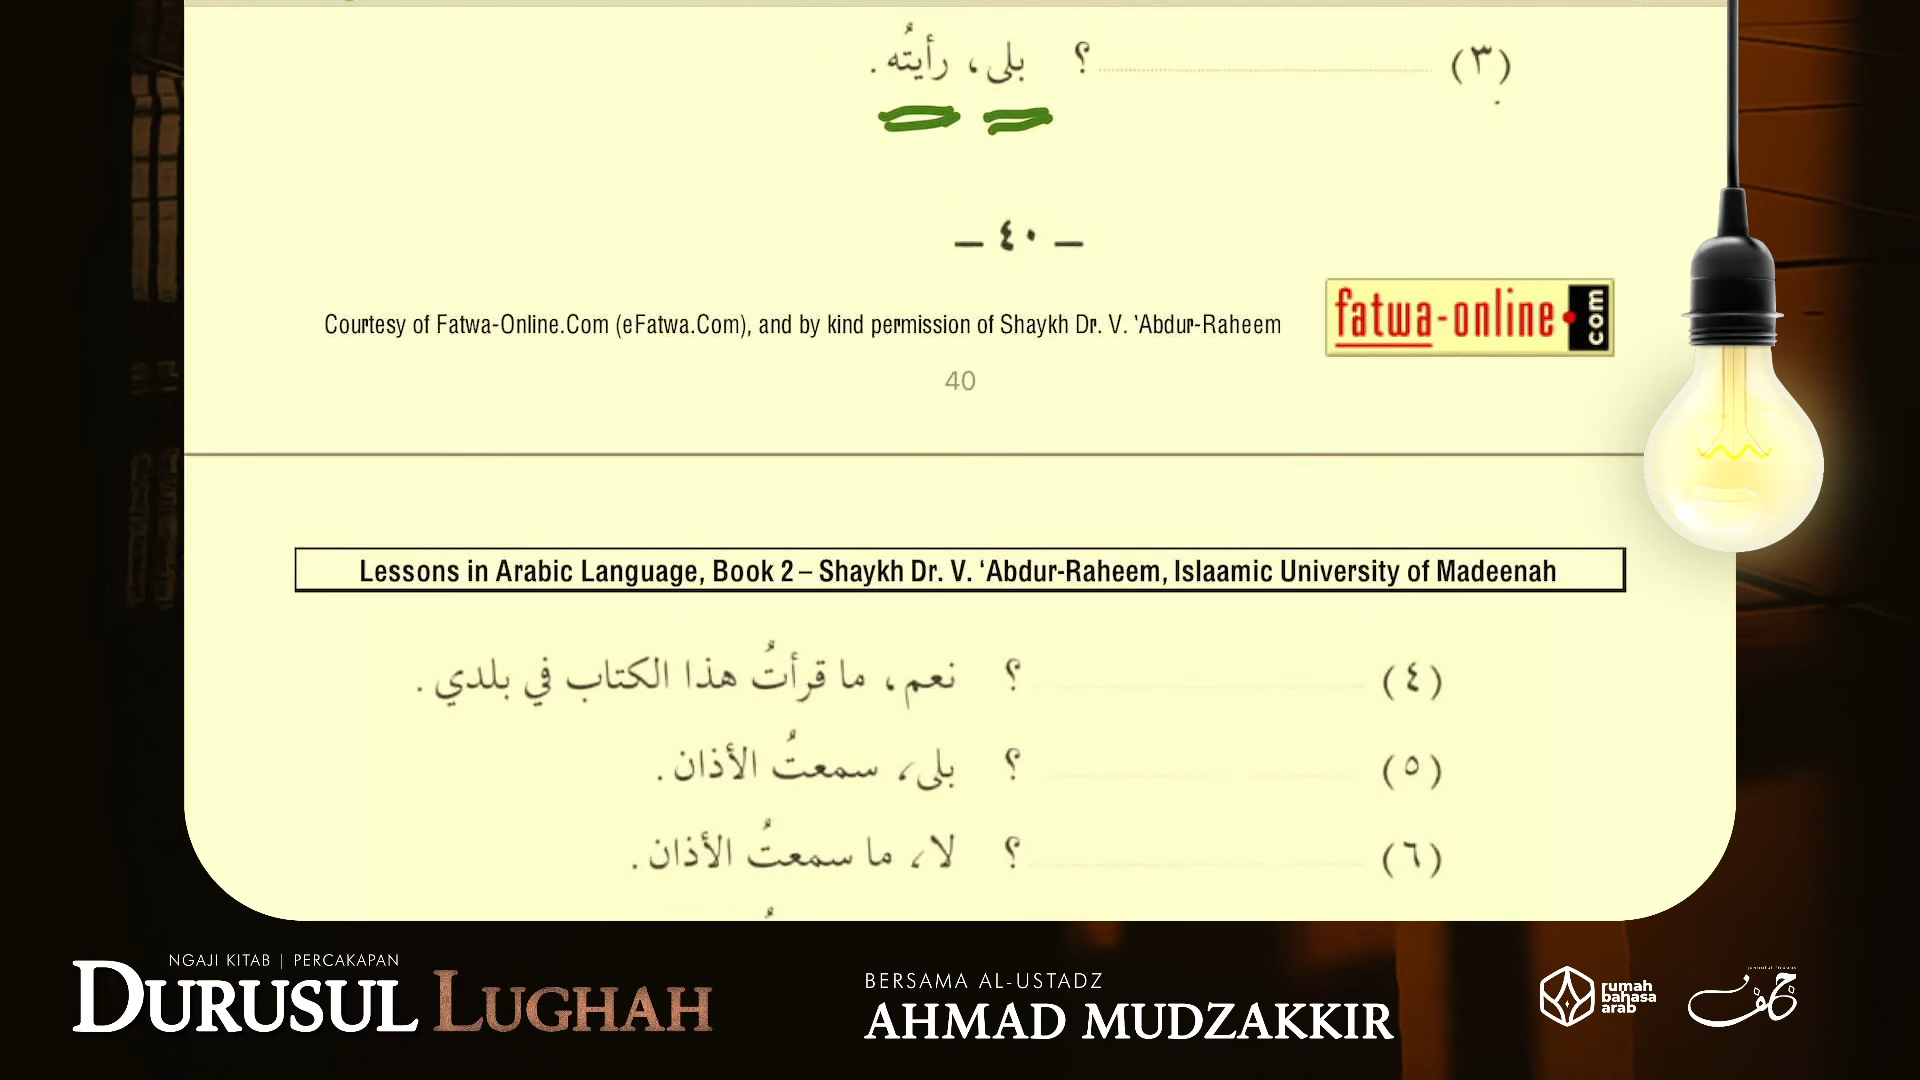 (٣) ............ ؟ بلى، رأيتُه .
– ٤٠ –
Courtesy of Fatwa-Online.Com (eFatwa.Com), and by kind permission of Shaykh Dr. V. 'Abdur-Raheem
fatwa-online.com
40
Lessons in Arabic Language, Book 2 – Shaykh Dr. V. ‘Abdur-Raheem, Islaamic University of Madeenah
(٤) ............ ؟ نعم، ما قرأتُ هذا الكتاب في بلدي .
(٥) ............ ؟ بلى، سمعتُ الأذان .
(٦) ............ ؟ لا، ما سمعتُ الأذان .
NGAJI KITAB | PERCAKAPAN
DURUSUL LUGHAH
BERSAMA AL-USTADZ
AHMAD MUDZAKKIR
rumah
bahasa
arab